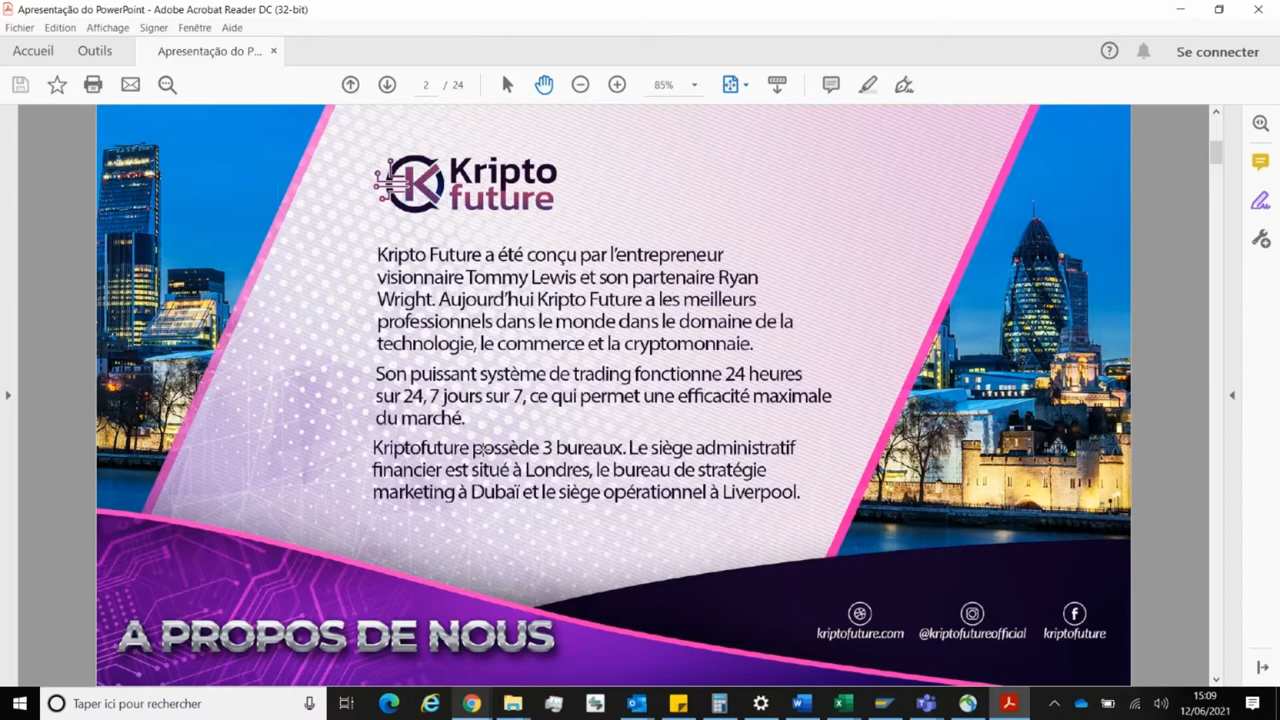 Apresentação do PowerPoint - Adobe Acrobat Reader DC (32-bit)
Fichier Edition Affichage Signer Fenêtre Aide
Accueil Outils Apresentação do P... × Se connecter
2 / 24 85%
Kripto
future
Kripto Future a été conçu par l'entrepreneur
visionnaire Tommy Lewis et son partenaire Ryan
Wright. Aujourd'hui Kripto Future a les meilleurs
professionnels dans le monde dans le domaine de la
technologie, le commerce et la cryptomonnaie.
Son puissant système de trading fonctionne 24 heures
sur 24, 7 jours sur 7, ce qui permet une efficacité maximale
du marché.
Kriptofuture possède 3 bureaux. Le siège administratif
financier est situé à Londres, le bureau de stratégie
marketing à Dubaï et le siège opérationnel à Liverpool.
A PROPOS DE NOUS
kriptofuture.com @kriptofutureofficial kriptofuture
Taper ici pour rechercher
15:09
12/06/2021